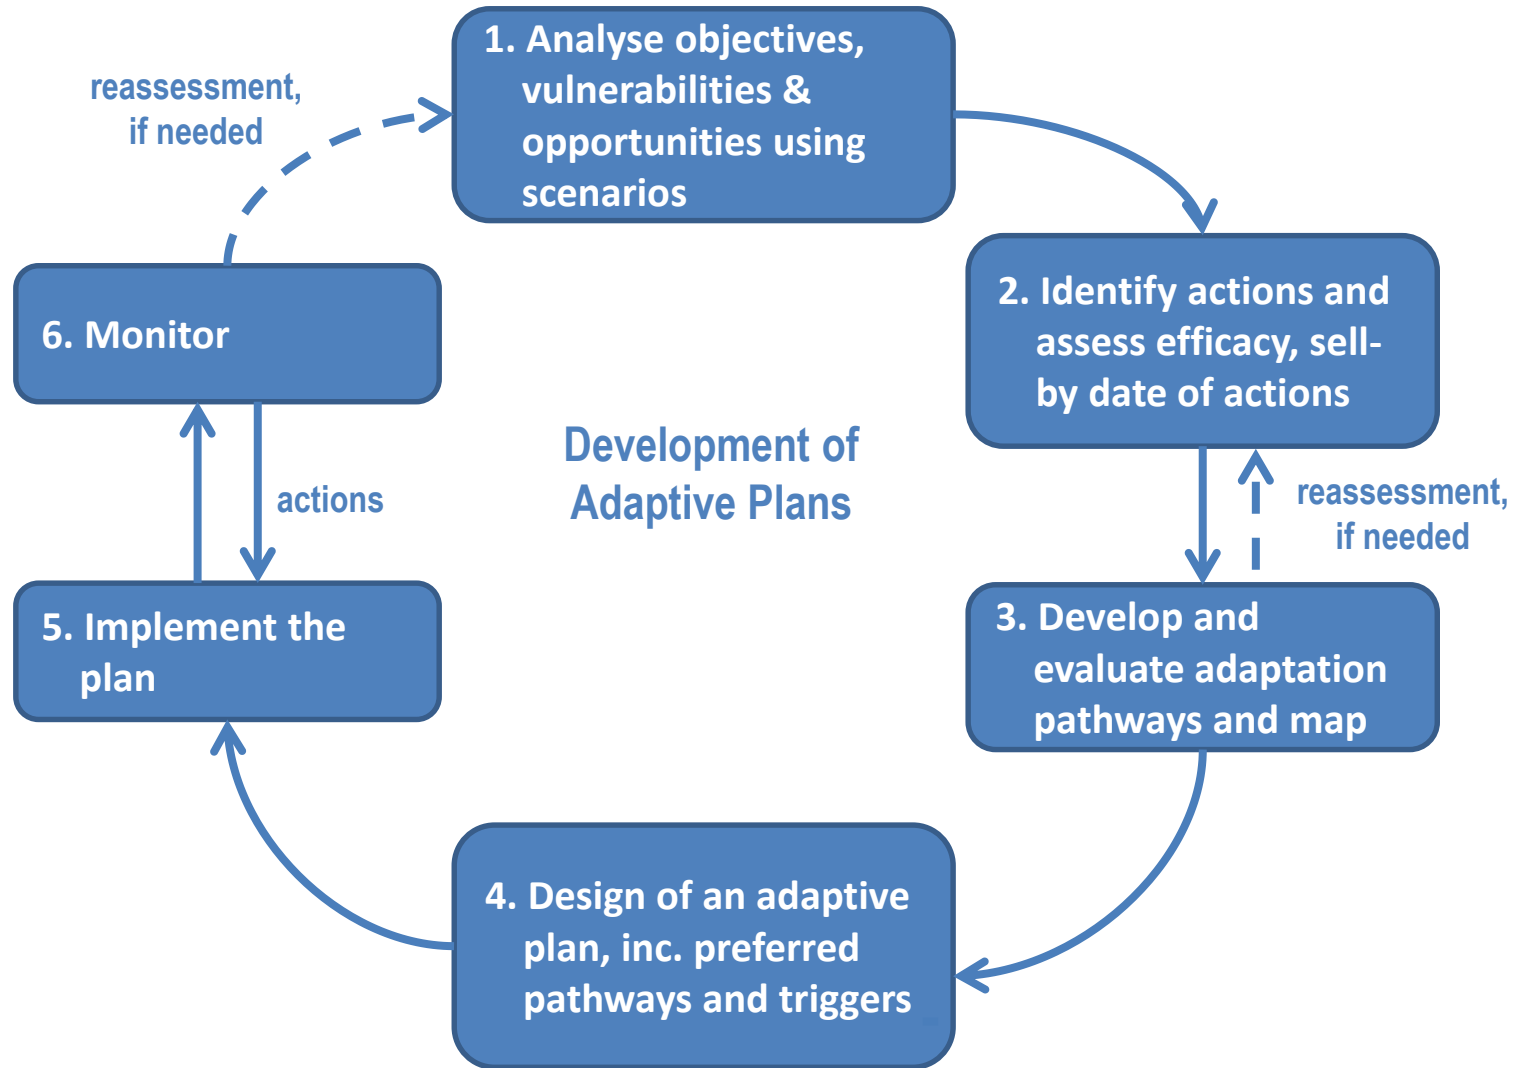 1. Analyse objectives,
vulnerabilities &
opportunities using
scenarios
reassessment,
if needed
2. Identify actions and
assess efficacy, sell-
by date of actions
6. Monitor
Development of
Adaptive Plans
actions
reassessment,
if needed
3. Develop and
evaluate adaptation
pathways and map
5. Implement the
plan
4. Design of an adaptive
plan, inc. preferred
pathways and triggers